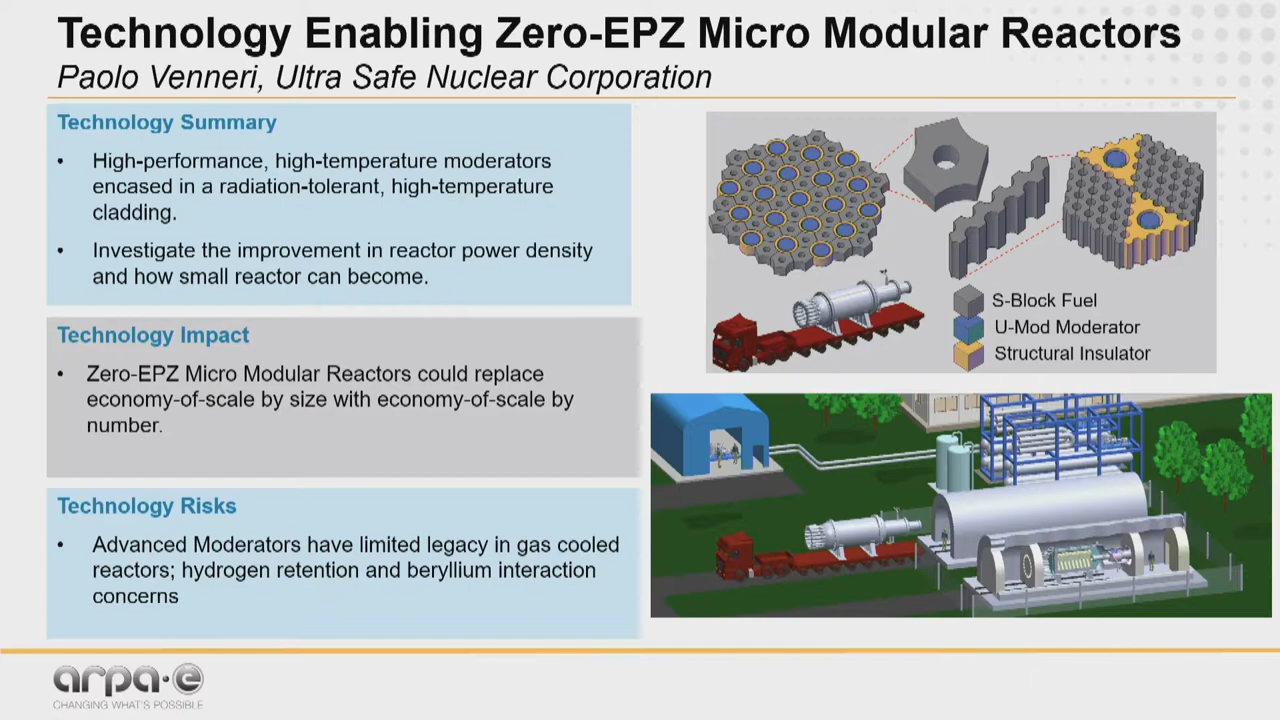 Technology Enabling Zero-EPZ Micro Modular Reactors
Paolo Venneri, Ultra Safe Nuclear Corporation
Technology Summary
• High-performance, high-temperature moderators
encased in a radiation-tolerant, high-temperature
cladding.
• Investigate the improvement in reactor power density
and how small reactor can become.
Technology Impact
• Zero-EPZ Micro Modular Reactors could replace
economy-of-scale by size with economy-of-scale by
number.
Technology Risks
• Advanced Moderators have limited legacy in gas cooled
reactors; hydrogen retention and beryllium interaction
concerns
S-Block Fuel
U-Mod Moderator
Structural Insulator
arpa·e
CHANGING WHAT'S POSSIBLE